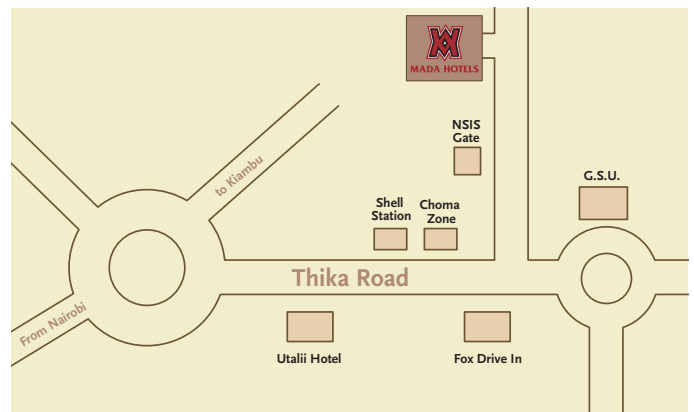 MADA HOTELS
NSIS
Gate
G.S.U.
to Kiambu
Shell
Station
Choma
Zone
Thika Road
From Nairobi
Utalii Hotel
Fox Drive In